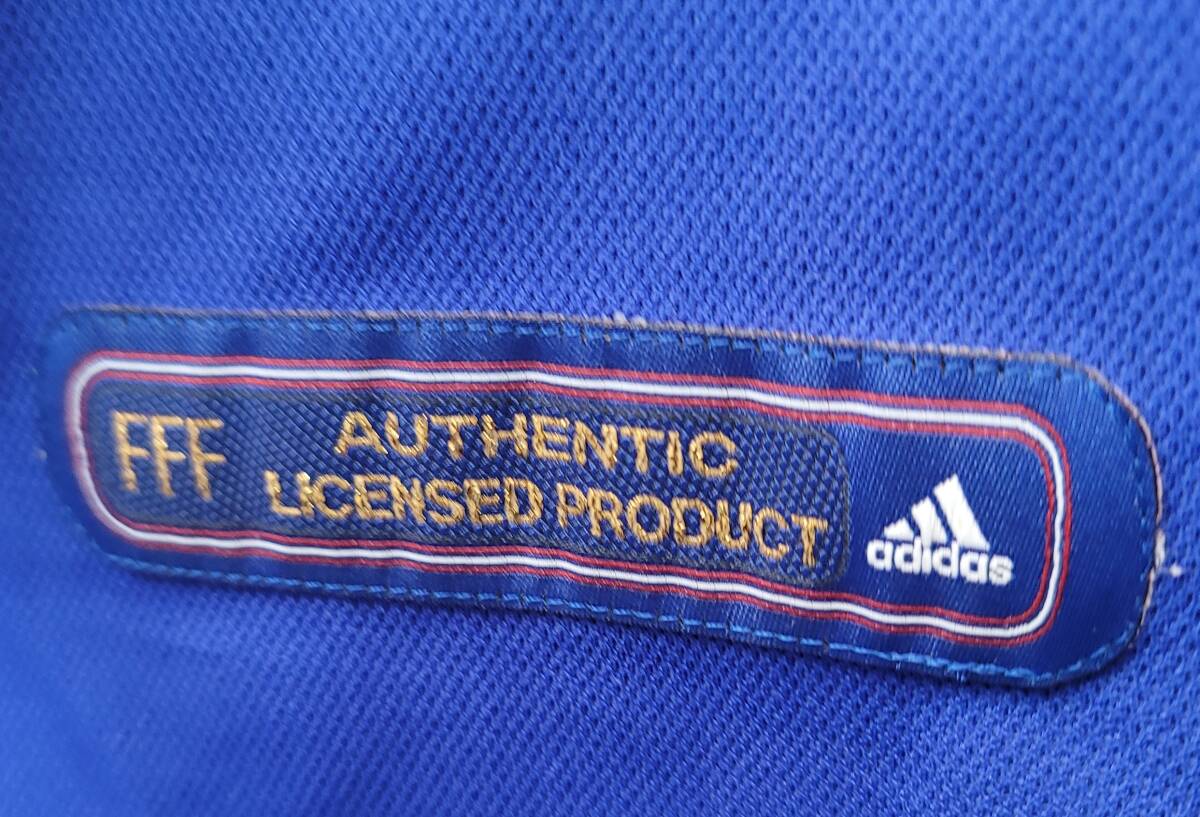 FFF
AUTHENTIC
LICENSED PRODUCT
adidas